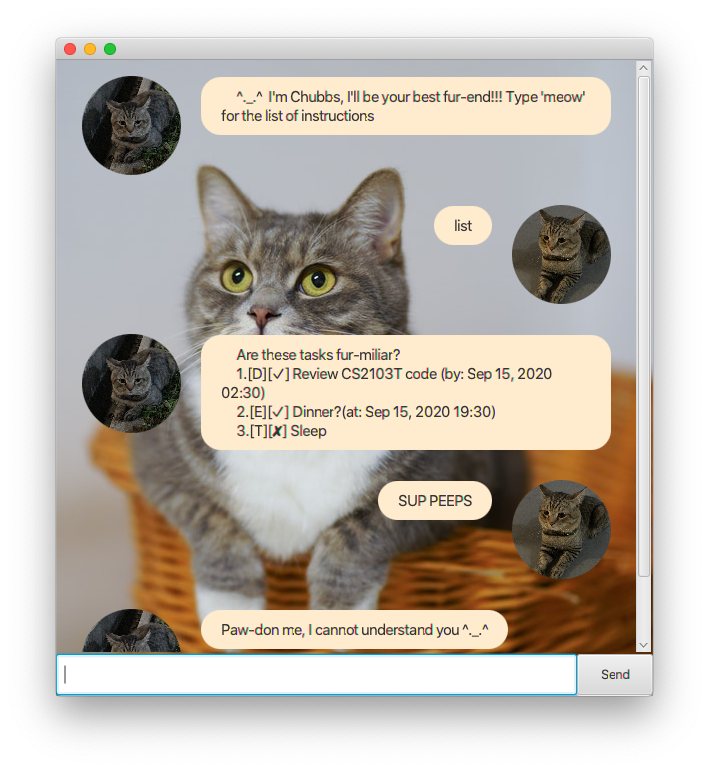 ^._.^ I'm Chubbs, I'll be your best fur-end!!! Type 'meow'
for the list of instructions
list
Are these tasks fur-miliar?
1.[D][✓] Review CS2103T code (by: Sep 15, 2020
02:30)
2.[E][✓] Dinner?(at: Sep 15, 2020 19:30)
3.[T][✘] Sleep
SUP PEEPS
Paw-don me, I cannot understand you ^._.^
Send